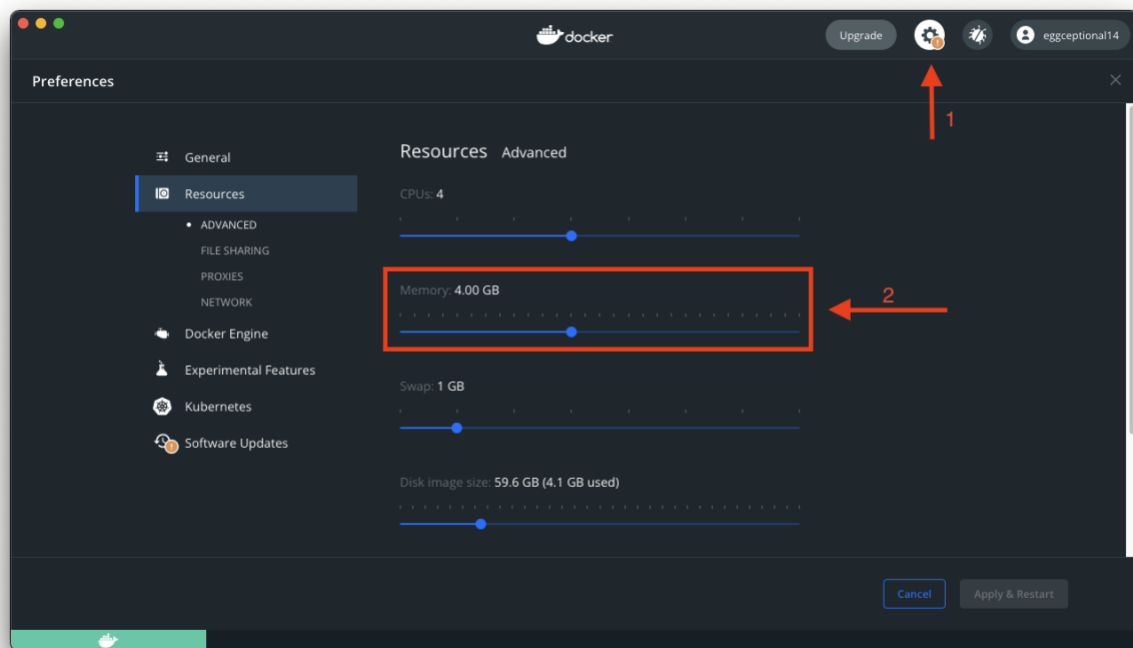 docker
Upgrade
eggceptional14
Preferences
1
General
Resources
ADVANCED
FILE SHARING
PROXIES
NETWORK
Docker Engine
Experimental Features
Kubernetes
Software Updates
Resources Advanced
CPUs: 4
Memory: 4.00 GB
2
Swap: 1 GB
Disk image size: 59.6 GB (4.1 GB used)
Cancel
Apply & Restart